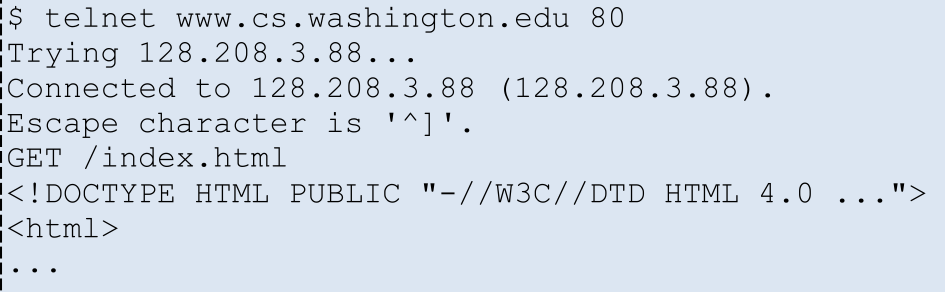 $ telnet www.cs.washington.edu 80
Trying 128.208.3.88...
Connected to 128.208.3.88 (128.208.3.88).
Escape character is '^]'.
GET /index.html
<!DOCTYPE HTML PUBLIC "-//W3C//DTD HTML 4.0 ...">
<html>
...